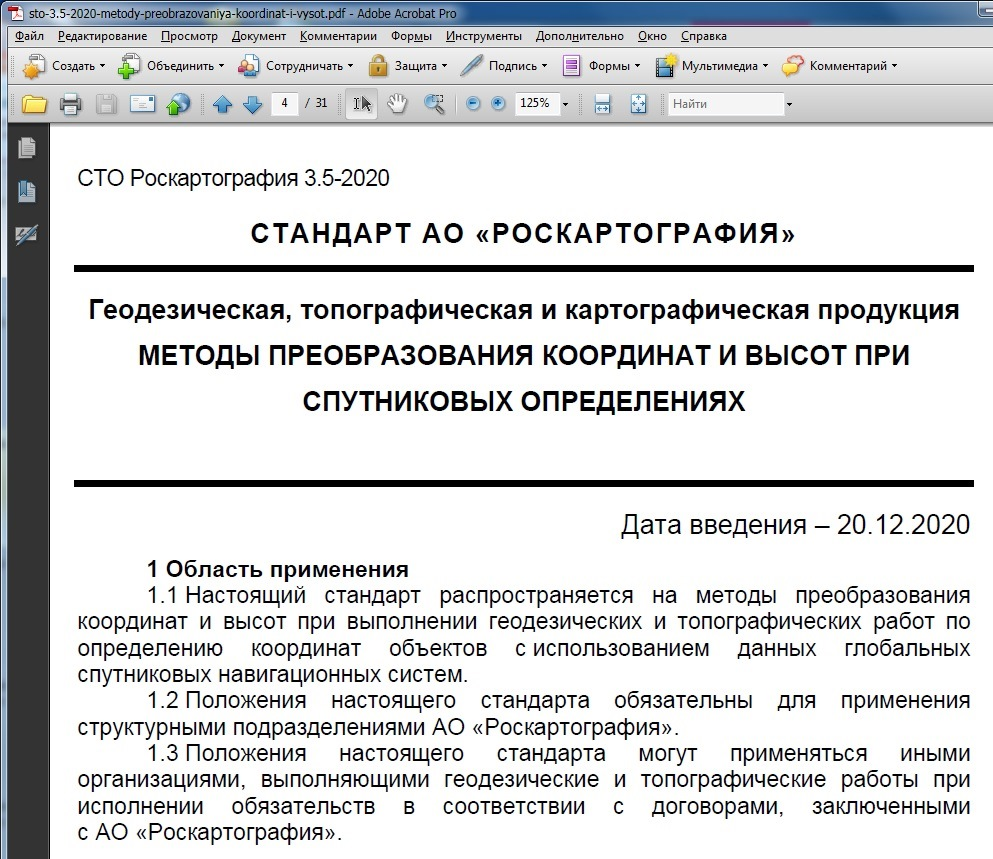 sto-3.5-2020-metody-preobrazovaniya-koordinat-i-vysot.pdf - Adobe Acrobat Pro
Файл Редактирование Просмотр Документ Комментарии Формы Инструменты Дополнительно Окно Справка
Создать Объединить Сотрудничать Защита Подпись Формы Мультимедиа Комментарий
4 / 31 125% Найти
СТО Роскартография 3.5-2020
СТАНДАРТ АО «РОСКАРТОГРАФИЯ»
Геодезическая, топографическая и картографическая продукция
МЕТОДЫ ПРЕОБРАЗОВАНИЯ КООРДИНАТ И ВЫСОТ ПРИ
СПУТНИКОВЫХ ОПРЕДЕЛЕНИЯХ
Дата введения – 20.12.2020
1 Область применения
1.1 Настоящий стандарт распространяется на методы преобразования
координат и высот при выполнении геодезических и топографических работ по
определению координат объектов с использованием данных глобальных
спутниковых навигационных систем.
1.2 Положения настоящего стандарта обязательны для применения
структурными подразделениями АО «Роскартография».
1.3 Положения настоящего стандарта могут применяться иными
организациями, выполняющими геодезические и топографические работы при
исполнении обязательств в соответствии с договорами, заключенными
с АО «Роскартография».